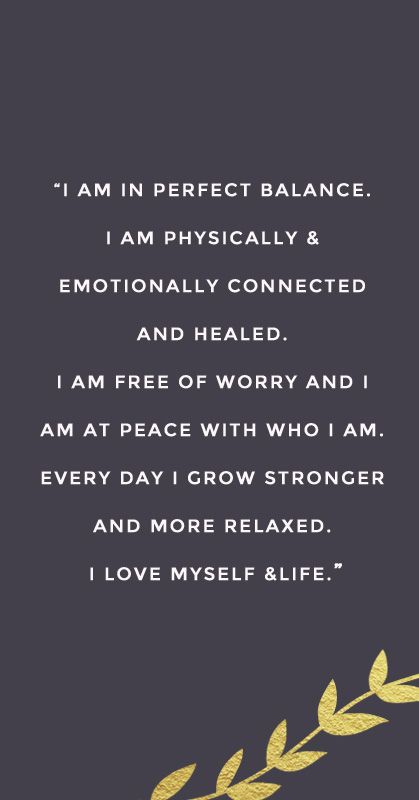 “I AM IN PERFECT BALANCE.
I AM PHYSICALLY &
EMOTIONALLY CONNECTED
AND HEALED.
I AM FREE OF WORRY AND I
AM AT PEACE WITH WHO I AM.
EVERY DAY I GROW STRONGER
AND MORE RELAXED.
I LOVE MYSELF &LIFE.”